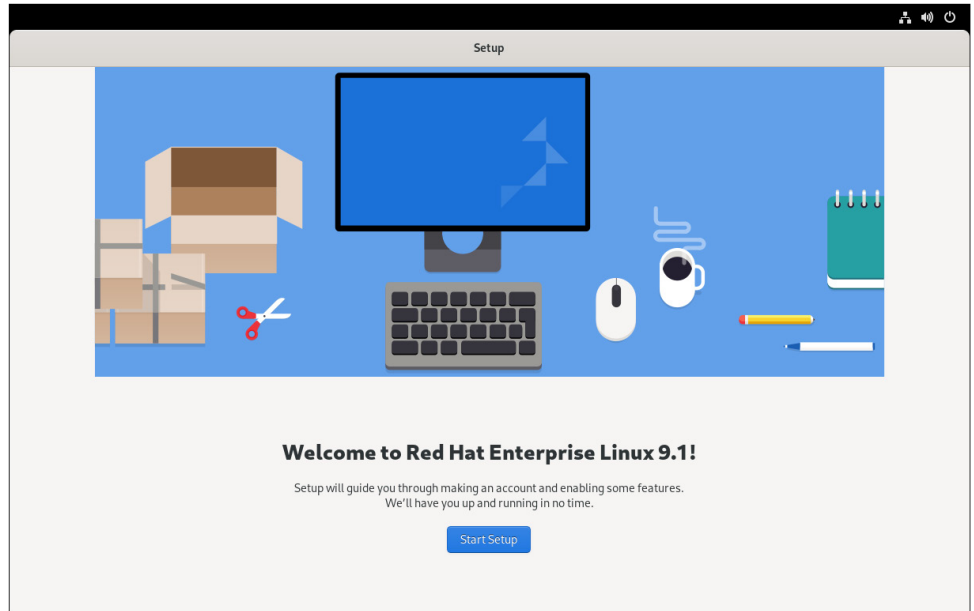 Setup
Welcome to Red Hat Enterprise Linux 9.1!
Setup will guide you through making an account and enabling some features.
We'll have you up and running in no time.
Start Setup